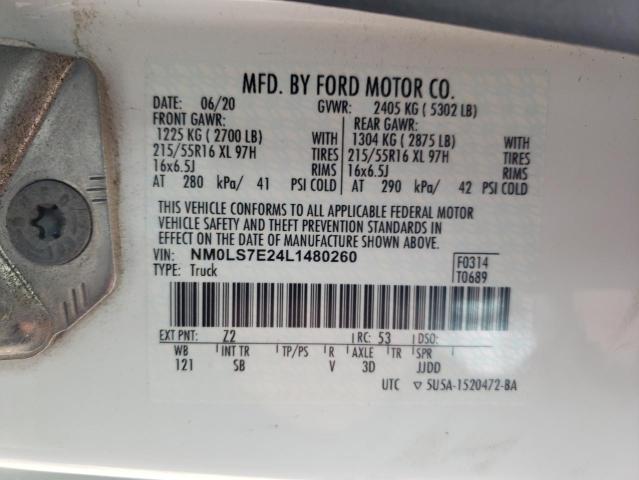 MFD. BY FORD MOTOR CO.
DATE: 06/20 GVWR: 2405 KG ( 5302 LB)
FRONT GAWR: REAR GAWR:
1225 KG ( 2700 LB) WITH 1304 KG ( 2875 LB) WITH
215/55R16 XL 97H TIRES 215/55R16 XL 97H TIRES
16x6.5J RIMS 16x6.5J RIMS
AT 280 kPa/ 41 PSI COLD AT 290 kPa/ 42 PSI COLD
THIS VEHICLE CONFORMS TO ALL APPLICABLE FEDERAL MOTOR
VEHICLE SAFETY AND THEFT PREVENTION STANDARDS IN
EFFECT ON THE DATE OF MANUFACTURE SHOWN ABOVE.
VIN: NM0LS7E24L1480260 F0314
TYPE: Truck T0689
EXT PNT: Z2 RC: 53 DSO:
WB INT TR TP/PS R AXLE TR SPR
121 SB V 3D JJDD
UTC ▽ 5U5A-1520472-BA